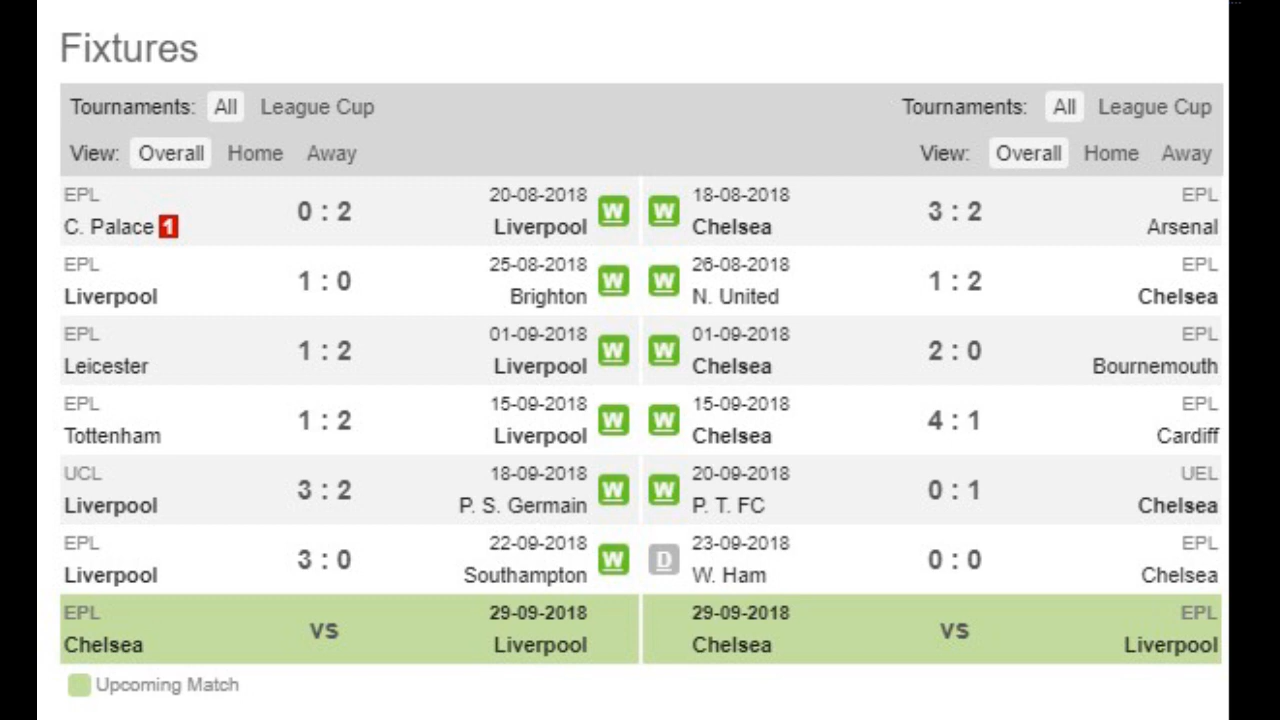 Fixtures
Tournaments: All League Cup Tournaments: All League Cup
View: Overall Home Away View: Overall Home Away
EPL 20-08-2018 18-08-2018 EPL
C. Palace 1 0 : 2 Liverpool W W Chelsea 3 : 2 Arsenal
EPL 25-08-2018 26-08-2018 EPL
Liverpool 1 : 0 Brighton W W N. United 1 : 2 Chelsea
EPL 01-09-2018 01-09-2018 EPL
Leicester 1 : 2 Liverpool W W Chelsea 2 : 0 Bournemouth
EPL 15-09-2018 15-09-2018 EPL
Tottenham 1 : 2 Liverpool W W Chelsea 4 : 1 Cardiff
UCL 18-09-2018 20-09-2018 UEL
Liverpool 3 : 2 P. S. Germain W W P. T. FC 0 : 1 Chelsea
EPL 22-09-2018 23-09-2018 EPL
Liverpool 3 : 0 Southampton W D W. Ham 0 : 0 Chelsea
EPL 29-09-2018 29-09-2018 EPL
Chelsea VS Liverpool Chelsea VS Liverpool
Upcoming Match